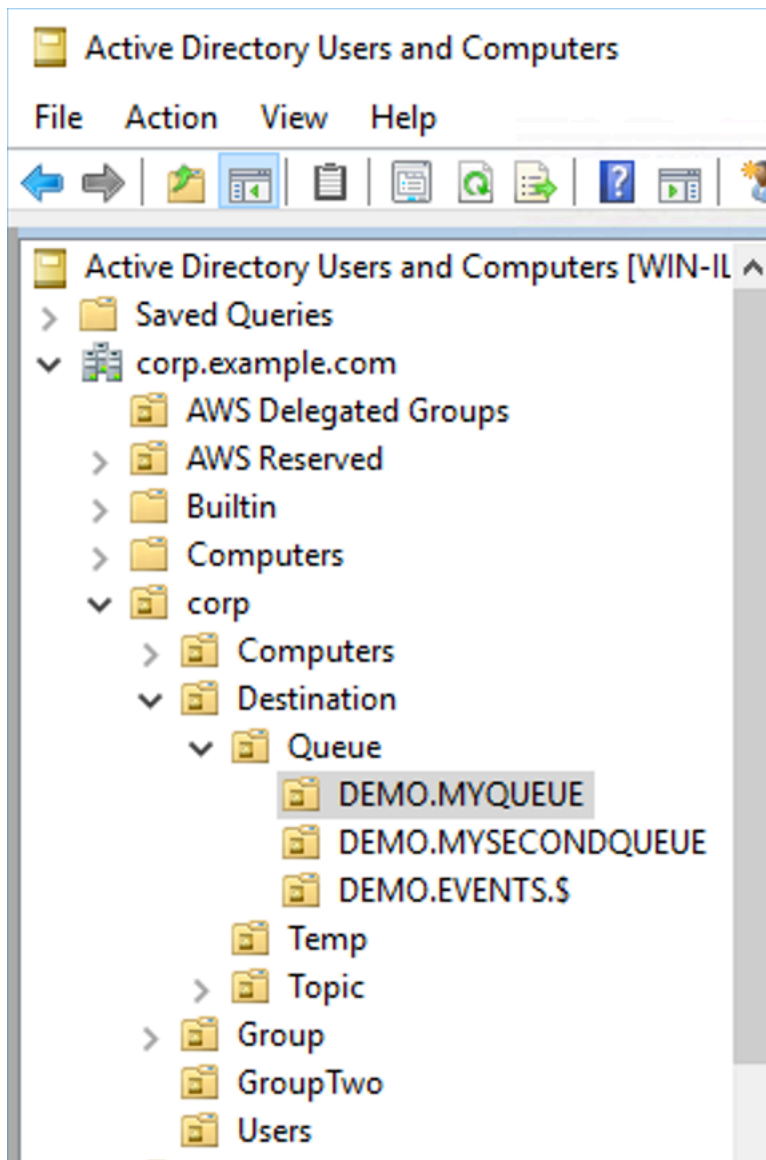 Active Directory Users and Computers
File Action View Help
Active Directory Users and Computers [WIN-IL
Saved Queries
corp.example.com
AWS Delegated Groups
AWS Reserved
Builtin
Computers
corp
Computers
Destination
Queue
DEMO.MYQUEUE
DEMO.MYSECONDQUEUE
DEMO.EVENTS.$
Temp
Topic
Group
GroupTwo
Users